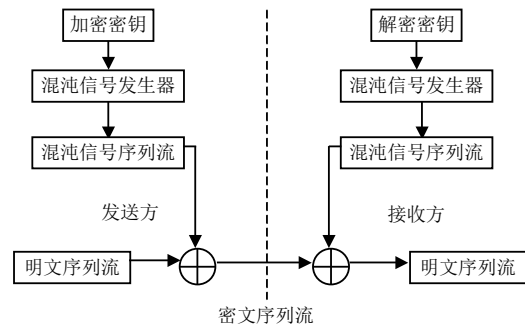 加密密钥
解密密钥
混沌信号发生器
混沌信号发生器
混沌信号序列流
混沌信号序列流
发送方
接收方
明文序列流
明文序列流
密文序列流